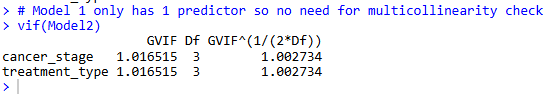 > # Model 1 only has 1 predictor so no need for multicollinearity check
> vif(Model2)
GVIF Df GVIF^(1/(2*Df))
cancer_stage 1.016515 3 1.002734
treatment_type 1.016515 3 1.002734
>